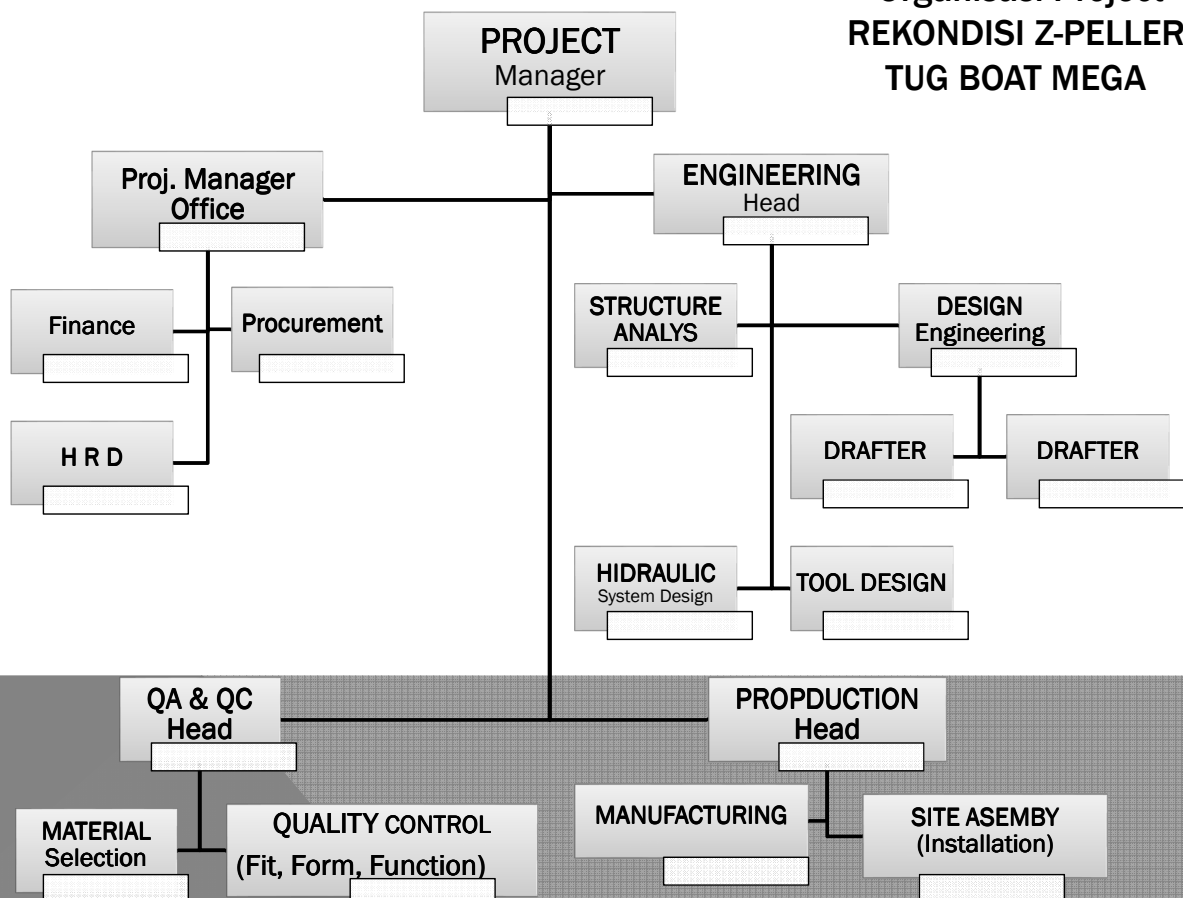 Organisasi Project
REKONDISI Z-PELLER
TUG BOAT MEGA
PROJECT
Manager
Proj. Manager
Office
ENGINEERING
Head
Finance
Procurement
H R D
STRUCTURE
ANALYS
DESIGN
Engineering
DRAFTER
DRAFTER
HIDRAULIC
System Design
TOOL DESIGN
QA & QC
Head
PROPDUCTION
Head
MATERIAL
Selection
QUALITY CONTROL
(Fit, Form, Function)
MANUFACTURING
SITE ASEMBY
(Installation)